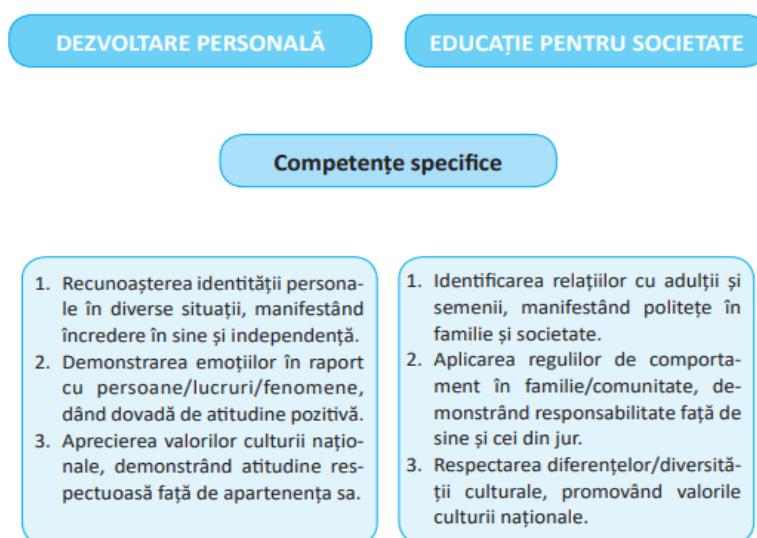 DEZVOLTARE PERSONALĂ
EDUCAȚIE PENTRU SOCIETATE
Competențe specifice
1. Recunoașterea identității persona-
le în diverse situații, manifestând
încredere în sine și independență.
2. Demonstrarea emoțiilor în raport
cu persoane/lucruri/fenomene,
dând dovadă de atitudine pozitivă.
3. Aprecierea valorilor culturii națio-
nale, demonstrând atitudine res-
pectuoasă față de apartenența sa.
1. Identificarea relațiilor cu adulții și
semenii, manifestând politețe în
familie și societate.
2. Aplicarea regulilor de comporta-
ment în familie/comunitate, de-
monstrând responsabilitate față de
sine și cei din jur.
3. Respectarea diferențelor/diversită-
ții culturale, promovând valorile
culturii naționale.